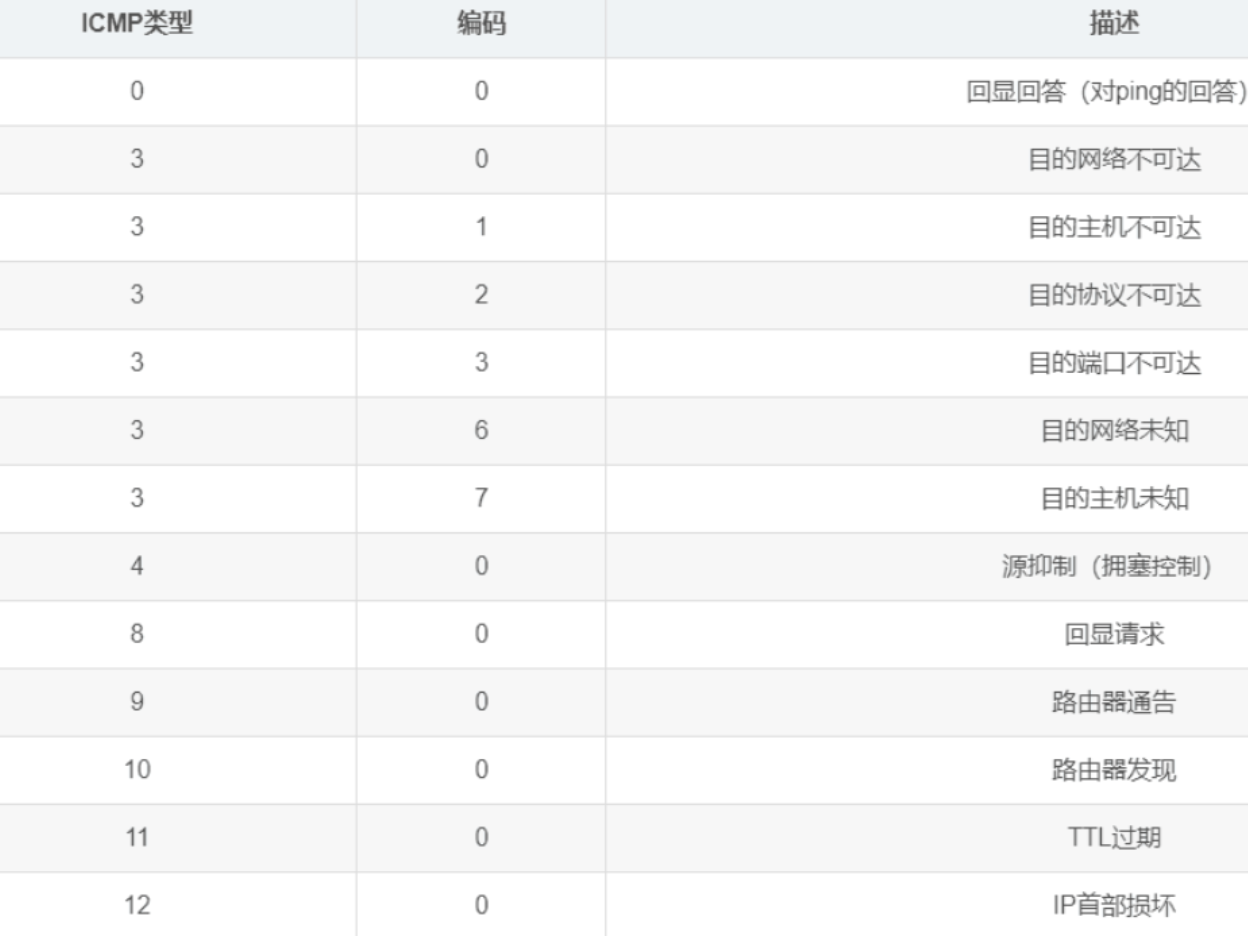 ICMP类型 编码 描述
0 0 回显回答（对ping的回答）
3 0 目的网络不可达
3 1 目的主机不可达
3 2 目的协议不可达
3 3 目的端口不可达
3 6 目的网络未知
3 7 目的主机未知
4 0 源抑制（拥塞控制）
8 0 回显请求
9 0 路由器通告
10 0 路由器发现
11 0 TTL过期
12 0 IP首部损坏